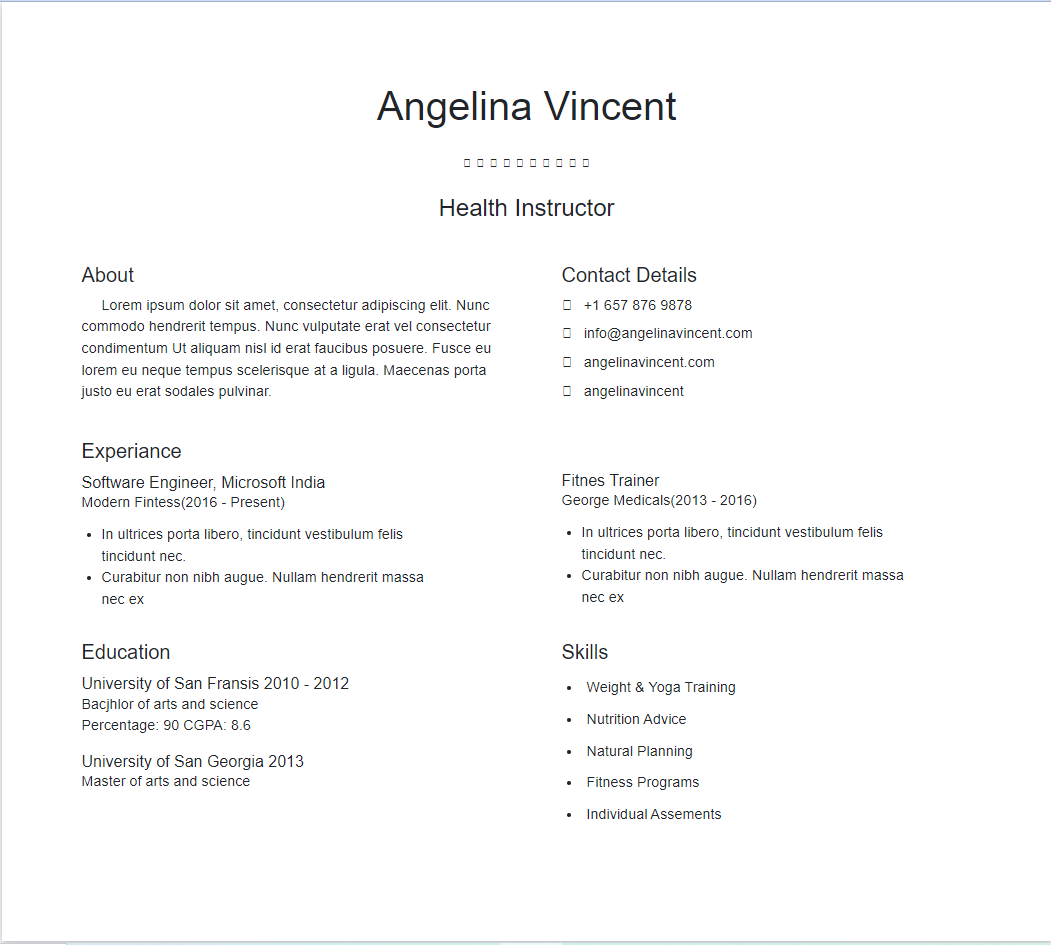 Angelina Vincent
Health Instructor
About
Lorem ipsum dolor sit amet, consectetur adipiscing elit. Nunc
commodo hendrerit tempus. Nunc vulputate erat vel consectetur
condimentum Ut aliquam nisl id erat faucibus posuere. Fusce eu
lorem eu neque tempus scelerisque at a ligula. Maecenas porta
justo eu erat sodales pulvinar.
Contact Details
+1 657 876 9878
info@angelinavincent.com
angelinavincent.com
angelinavincent
Experiance
Software Engineer, Microsoft India
Modern Fintess(2016 - Present)
• In ultrices porta libero, tincidunt vestibulum felis
tincidunt nec.
• Curabitur non nibh augue. Nullam hendrerit massa
nec ex
Fitnes Trainer
George Medicals(2013 - 2016)
• In ultrices porta libero, tincidunt vestibulum felis
tincidunt nec.
• Curabitur non nibh augue. Nullam hendrerit massa
nec ex
Education
University of San Fransis 2010 - 2012
Bacjhlor of arts and science
Percentage: 90 CGPA: 8.6
University of San Georgia 2013
Master of arts and science
Skills
• Weight & Yoga Training
• Nutrition Advice
• Natural Planning
• Fitness Programs
• Individual Assements